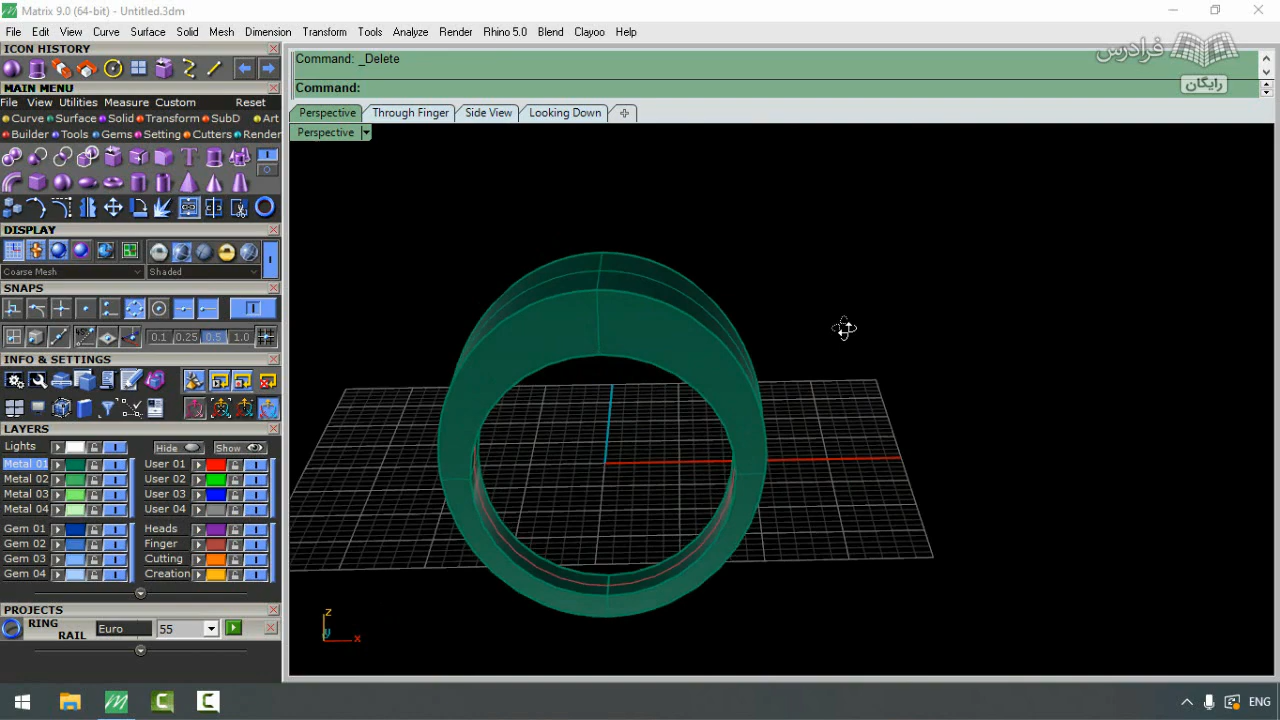 Matrix 9.0 (64-bit) - Untitled.3dm
File Edit View Curve Surface Solid Mesh Dimension Transform Tools Analyze Render Rhino 5.0 Blend Clayoo Help
ICON HISTORY
MAIN MENU
File View Utilities Measure Custom Reset
Curve Surface Solid Transform SubD Art
Builder Tools Gems Setting Cutters Render
DISPLAY
Coarse Mesh Shaded
SNAPS
0.1 0.25 0.5 1.0
INFO & SETTINGS
LAYERS
Lights Hide Show
Metal 01 User 01
Metal 02 User 02
Metal 03 User 03
Metal 04 User 04
Gem 01 Heads
Gem 02 Finger
Gem 03 Cutting
Gem 04 Creation
PROJECTS
RING RAIL Euro 55
Command: _Delete
Command:
Perspective Through Finger Side View Looking Down
Perspective
z
y
x
فرادرس
رایگان
ENG